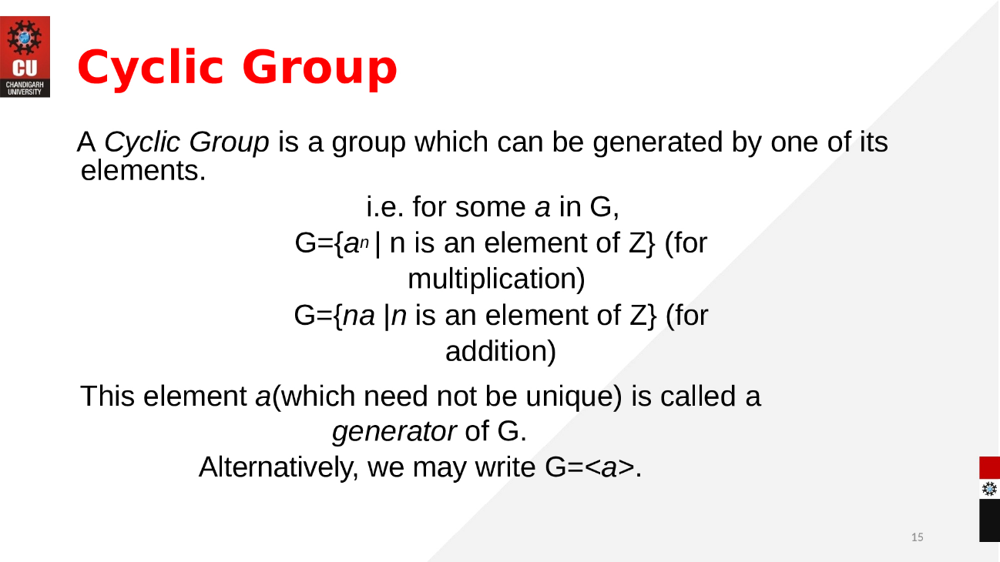 CU
CHANDIGARH
UNIVERSITY
Cyclic Group
A Cyclic Group is a group which can be generated by one of its
elements.
i.e. for some a in G,
G={aⁿ | n is an element of Z} (for
multiplication)
G={na |n is an element of Z} (for
addition)
This element a(which need not be unique) is called a
generator of G.
Alternatively, we may write G=<a>.
15